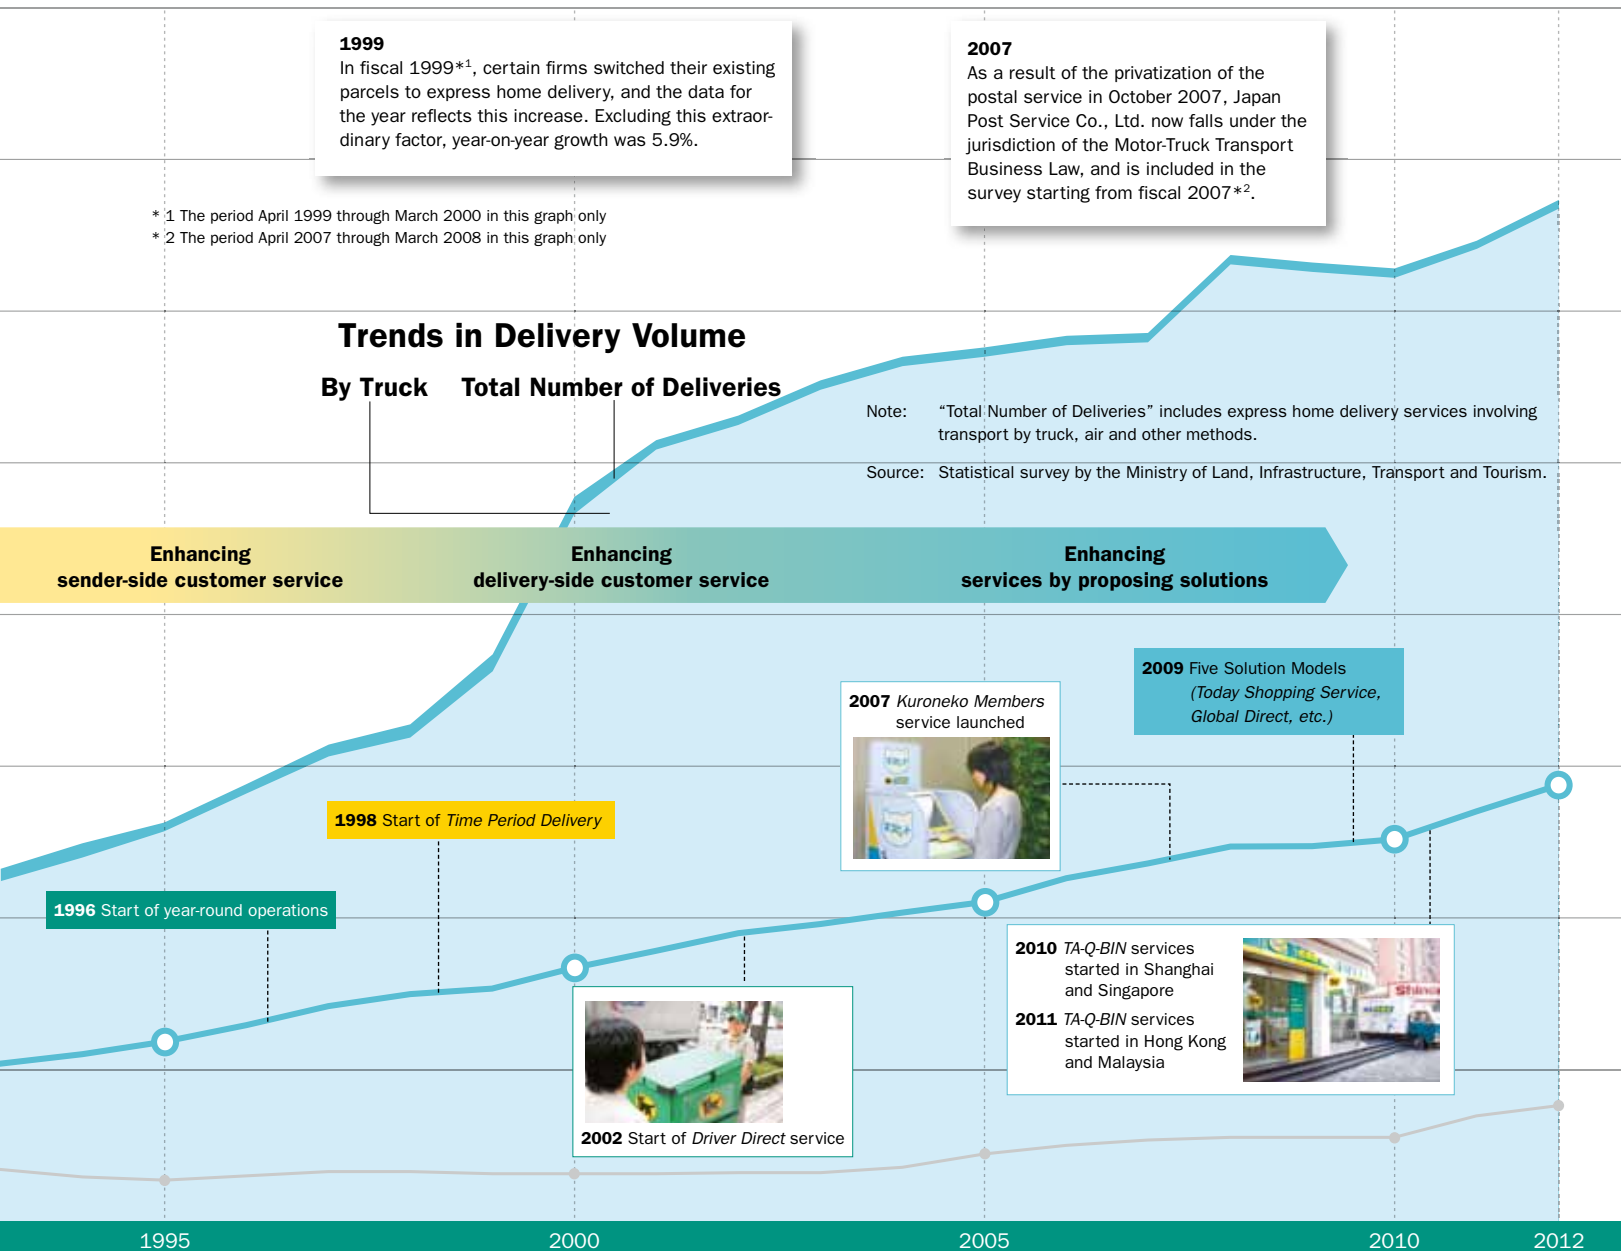 1999
In fiscal 1999*1, certain firms switched their existing
parcels to express home delivery, and the data for
the year reflects this increase. Excluding this extraor-
dinary factor, year-on-year growth was 5.9%.
2007
As a result of the privatization of the
postal service in October 2007, Japan
Post Service Co., Ltd. now falls under the
jurisdiction of the Motor-Truck Transport
Business Law, and is included in the
survey starting from fiscal 2007*2.
* 1 The period April 1999 through March 2000 in this graph only
* 2 The period April 2007 through March 2008 in this graph only
Trends in Delivery Volume
By Truck Total Number of Deliveries
Note: “Total Number of Deliveries” includes express home delivery services involving
transport by truck, air and other methods.
Source: Statistical survey by the Ministry of Land, Infrastructure, Transport and Tourism.
Enhancing
sender-side customer service
Enhancing
delivery-side customer service
Enhancing
services by proposing solutions
2009 Five Solution Models
(Today Shopping Service,
Global Direct, etc.)
2007 Kuroneko Members
service launched
1998 Start of Time Period Delivery
1996 Start of year-round operations
2010 TA-Q-BIN services
started in Shanghai
and Singapore
2011 TA-Q-BIN services
started in Hong Kong
and Malaysia
2002 Start of Driver Direct service
1995 2000 2005 2010 2012